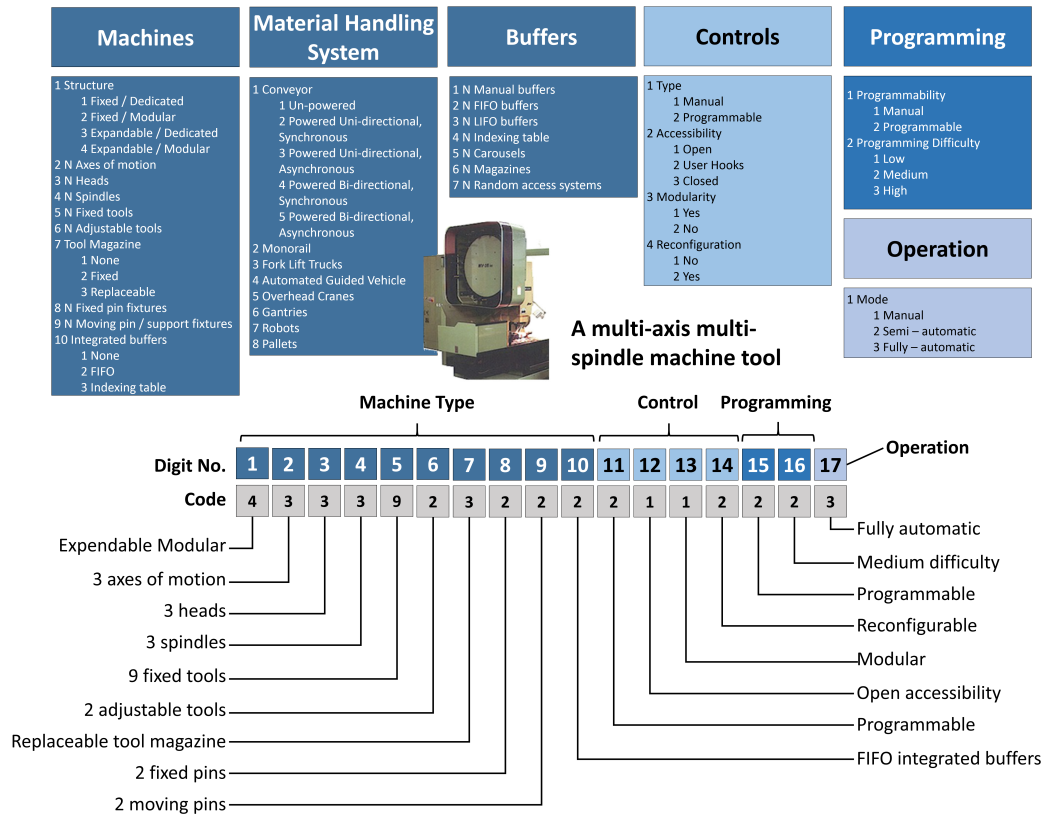 Machines
1 Structure
1 Fixed / Dedicated
2 Fixed / Modular
3 Expandable / Dedicated
4 Expandable / Modular
2 N Axes of motion
3 N Heads
4 N Spindles
5 N Fixed tools
6 N Adjustable tools
7 Tool Magazine
1 None
2 Fixed
3 Replaceable
8 N Fixed pin fixtures
9 N Moving pin / support fixtures
10 Integrated buffers
1 None
2 FIFO
3 Indexing table
Material Handling
System
1 Conveyor
1 Un-powered
2 Powered Uni-directional,
Synchronous
3 Powered Uni-directional,
Asynchronous
4 Powered Bi-directional,
Synchronous
5 Powered Bi-directional,
Asynchronous
2 Monorail
3 Fork Lift Trucks
4 Automated Guided Vehicle
5 Overhead Cranes
6 Gantries
7 Robots
8 Pallets
Buffers
1 N Manual buffers
2 N FIFO buffers
3 N LIFO buffers
4 N Indexing table
5 N Carousels
6 N Magazines
7 N Random access systems
Controls
1 Type
1 Manual
2 Programmable
2 Accessibility
1 Open
2 User Hooks
3 Closed
3 Modularity
1 Yes
2 No
4 Reconfiguration
1 No
2 Yes
Programming
1 Programmability
1 Manual
2 Programmable
2 Programming Difficulty
1 Low
2 Medium
3 High
Operation
1 Mode
1 Manual
2 Semi – automatic
3 Fully – automatic
A multi-axis multi-
spindle machine tool
Machine Type
Control
Programming
Operation
Digit No. 1 2 3 4 5 6 7 8 9 10 11 12 13 14 15 16 17
Code 4 3 3 3 9 2 3 2 2 2 2 1 1 2 2 2 3
Expendable Modular
3 axes of motion
3 heads
3 spindles
9 fixed tools
2 adjustable tools
Replaceable tool magazine
2 fixed pins
2 moving pins
Fully automatic
Medium difficulty
Programmable
Reconfigurable
Modular
Open accessibility
Programmable
FIFO integrated buffers